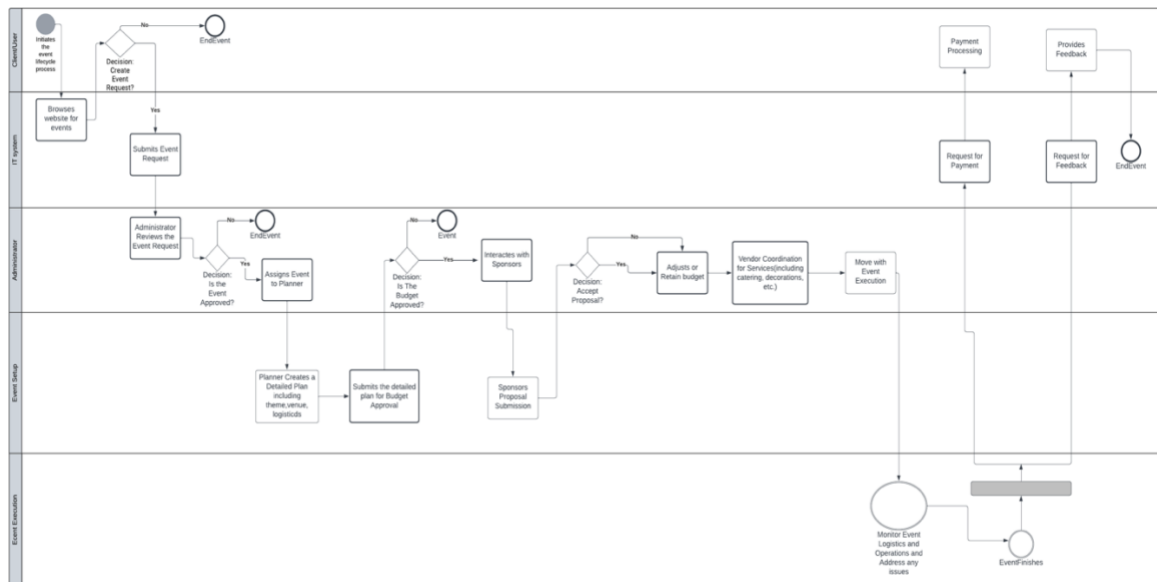 Client/User
Initiates
the
event
lifecycle
process
No
EndEvent
Decision:
Create
Event
Request?
Payment
Processing
Provides
Feedback
IT system
Browses
website for
events
Yes
Submits Event
Request
Request for
Payment
Request for
Feedback
EndEvent
Administrator
Administrator
Reviews the
Event Request
No
EndEvent
Decision:
Is the
Event
Approved?
Yes
Assigns Event
to Planner
No
Event
Decision:
Is The
Budget
Approved?
Yes
Interactes with
Sponsors
No
Yes
Decision:
Accept
Proposal?
Adjusts or
Retain budget
Vendor Coordination
for Services(including
catering, decorations,
etc.)
Move with
Event
Execution
Event Setup
Planner Creates a
Detailed Plan
including
theme,venue,
logisticds
Submits the detailed
plan for Budget
Approval
Sponsors
Proposal
Submission
Ecent Execution
Monitor Event
Logistics and
Operations and
Address any
issues
EventFinishes